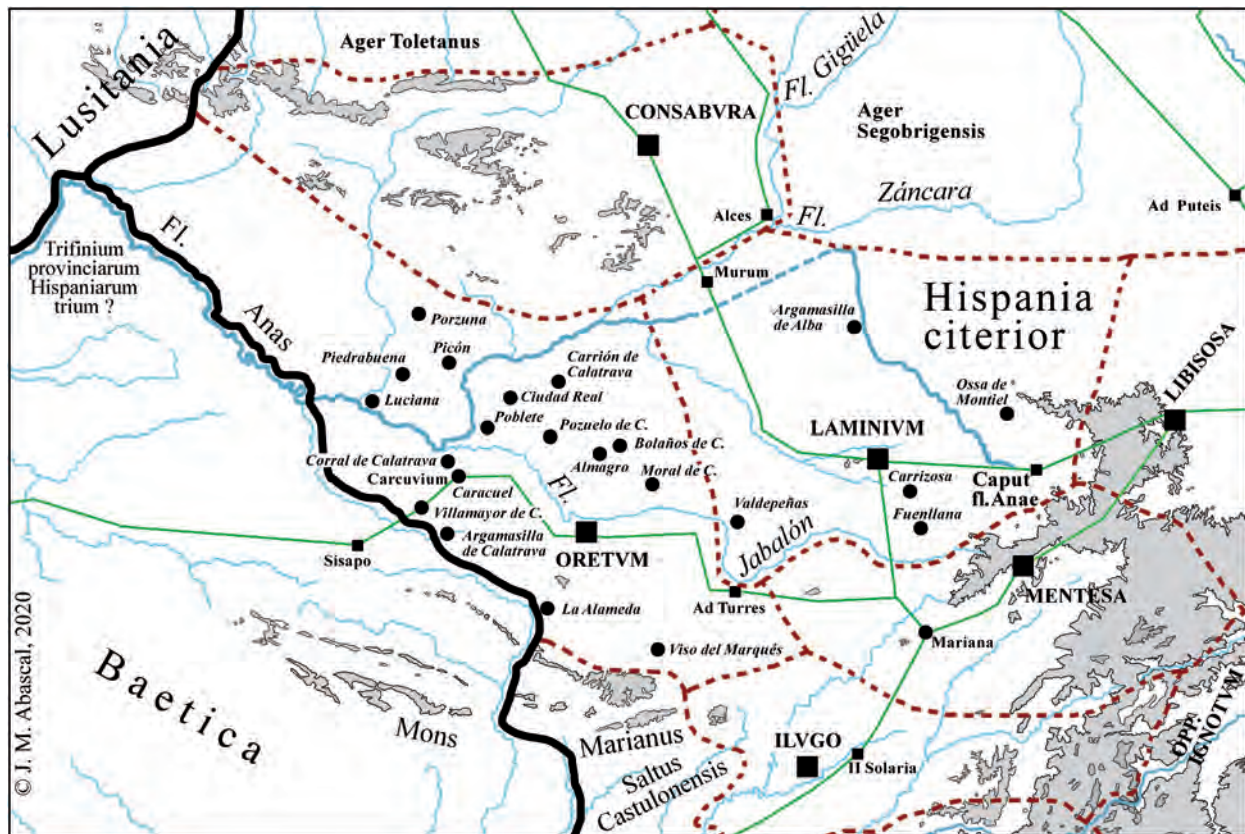 Lusitania
Ager Toletanus
CONSABVRA
Fl. Gigüela
Ager
Segobrigensis
Fl.
Záncara
Ad Puteis
Alces
Murum
Trifinium
provinciarum
Hispaniarum
trium ?
Fl.
Anas
Porzuna
Piedrabuena
Picón
Luciana
Carrión de
Calatrava
Ciudad Real
Poblete
Pozuelo de C.
Bolaños de C.
Almagro
Moral de C.
Argamasilla
de Alba
Hispania
citerior
Ossa de
Montiel
LIBISOSA
LAMINIVM
Carrizosa
Caput
fl. Anae
Fuenllana
Corral de Calatrava
Carcuvium
Caracuel
Villamayor de C.
Argamasilla
de Calatrava
Sisapo
Fl.
Jabalón
Valdepeñas
ORETVM
Ad Turres
MENTESA
Mariana
La Alameda
Viso del Marqués
Baetica
Mons
Marianus
Saltus
Castulonensis
ILVGO
II Solaria
OPP.
IGNOTVM
© J. M. Abascal, 2020